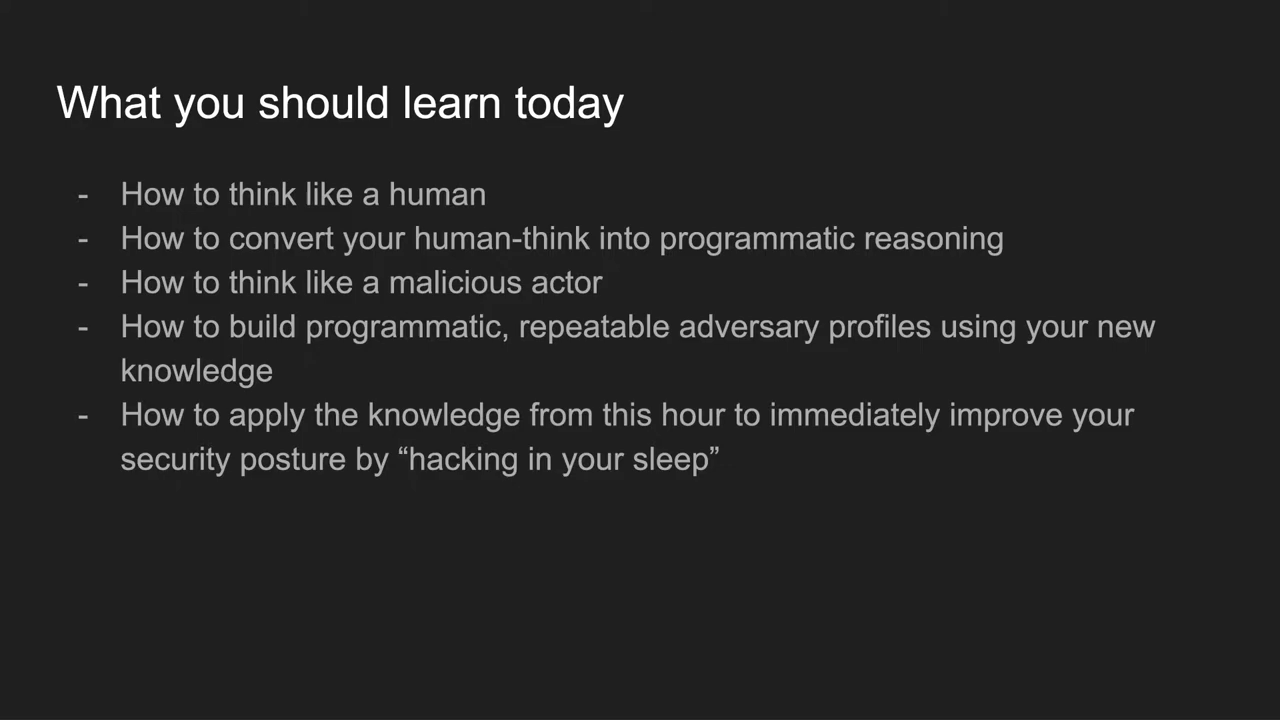 What you should learn today
- How to think like a human
- How to convert your human-think into programmatic reasoning
- How to think like a malicious actor
- How to build programmatic, repeatable adversary profiles using your new
knowledge
- How to apply the knowledge from this hour to immediately improve your
security posture by “hacking in your sleep”